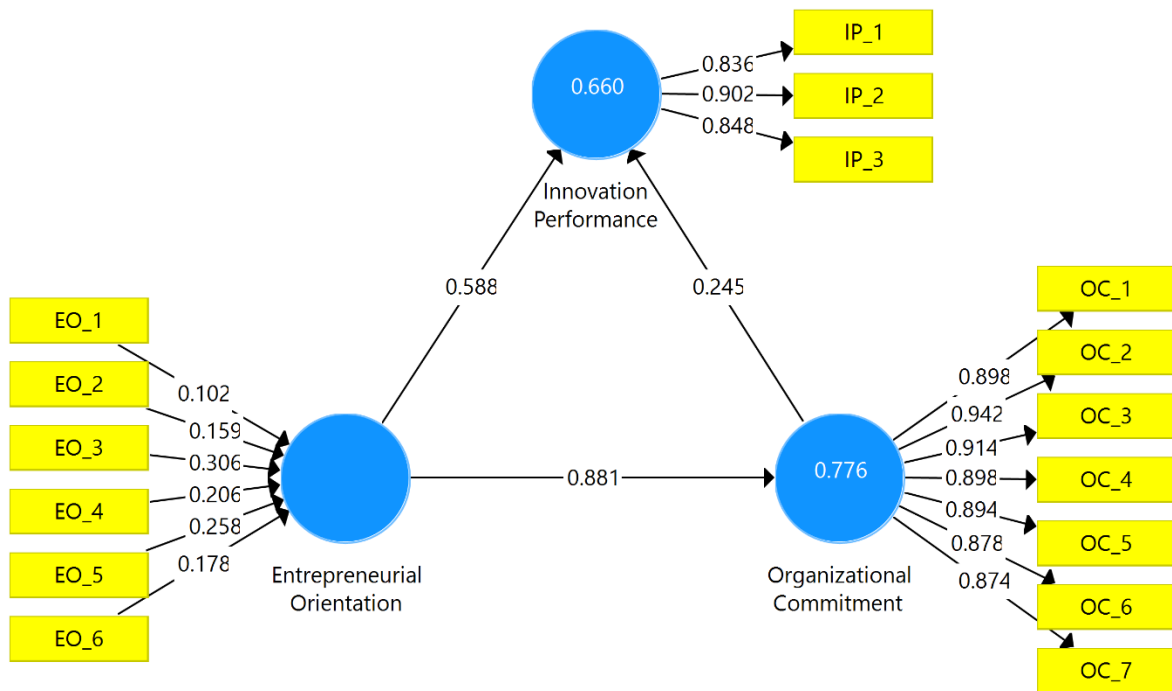 IP_1
0.836
0.660
0.902
IP_2
0.848
IP_3
Innovation
Performance
0.588
0.245
EO_1
0.102
EO_2
0.159
EO_3
0.306
EO_4
0.206
0.258
EO_5
0.178
EO_6
Entrepreneurial
Orientation
0.881
0.776
Organizational
Commitment
OC_1
0.898
OC_2
0.942
OC_3
0.914
0.898
OC_4
0.894
OC_5
0.878
0.874
OC_6
OC_7